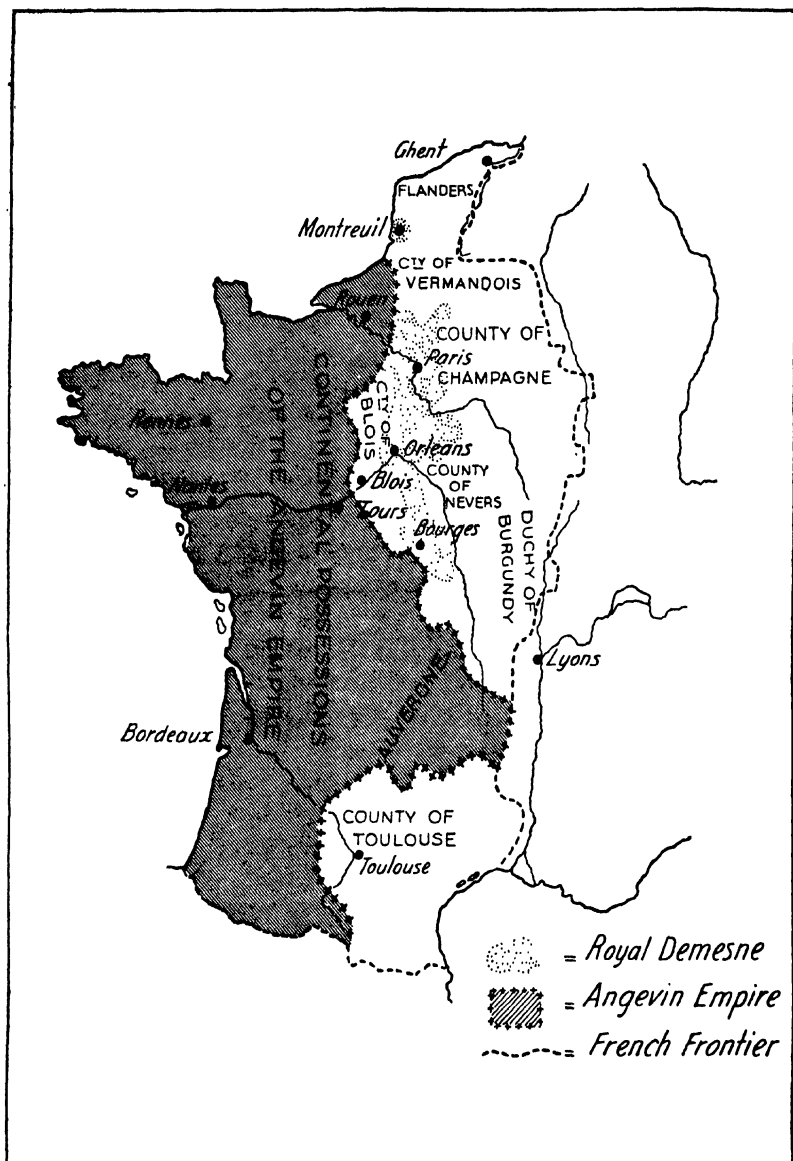 Ghent
FLANDERS
Montreuil
CTY OF
VERMANDOIS
Rouen
COUNTY OF
CHAMPAGNE
Paris
CTY OF
BLOIS
CONTINENTAL POSSESSIONS
OF THE ANGEVIN EMPIRE
Rennes
Orleans
COUNTY
OF
NEVERS
Blois
Nantes
Tours
Bourges
DUCHY OF
BURGUNDY
Lyons
AUVERGNE
Bordeaux
COUNTY OF
TOULOUSE
Toulouse
= Royal Demesne
= Angevin Empire
= French Frontier